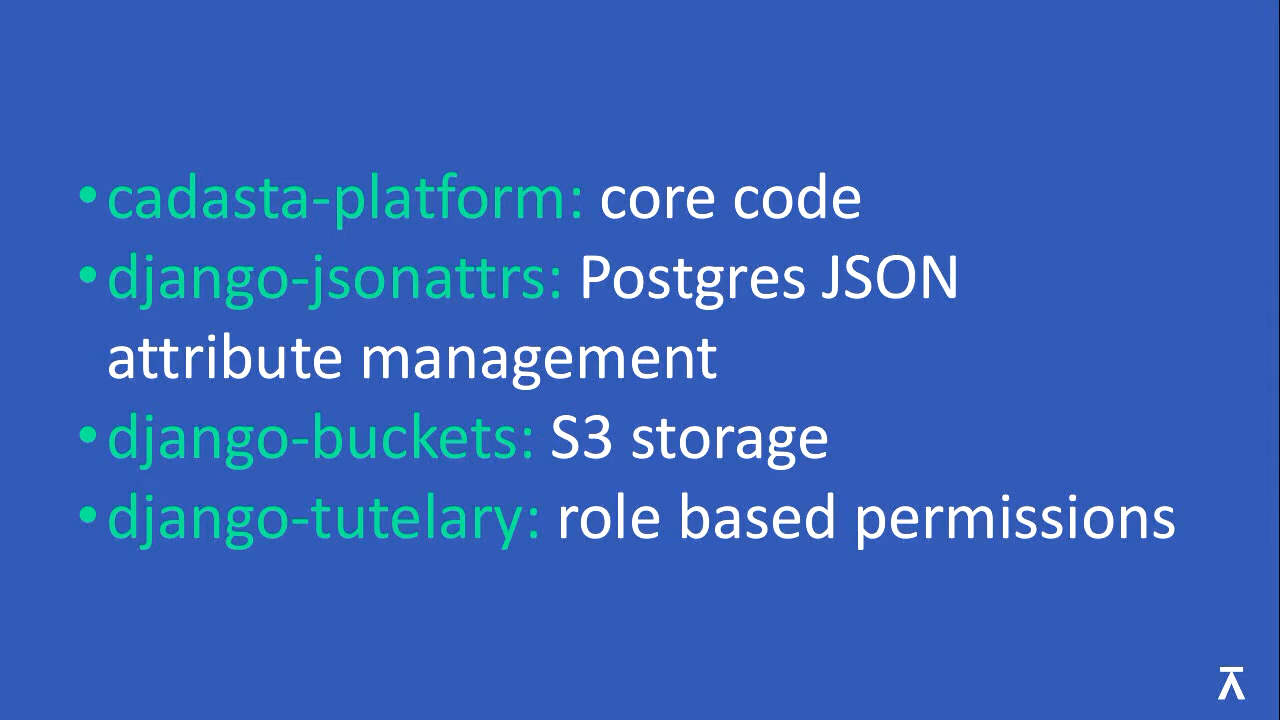 •cadasta-platform: core code
•django-jsonattrs: Postgres JSON
attribute management
•django-buckets: S3 storage
•django-tutelary: role based permissions